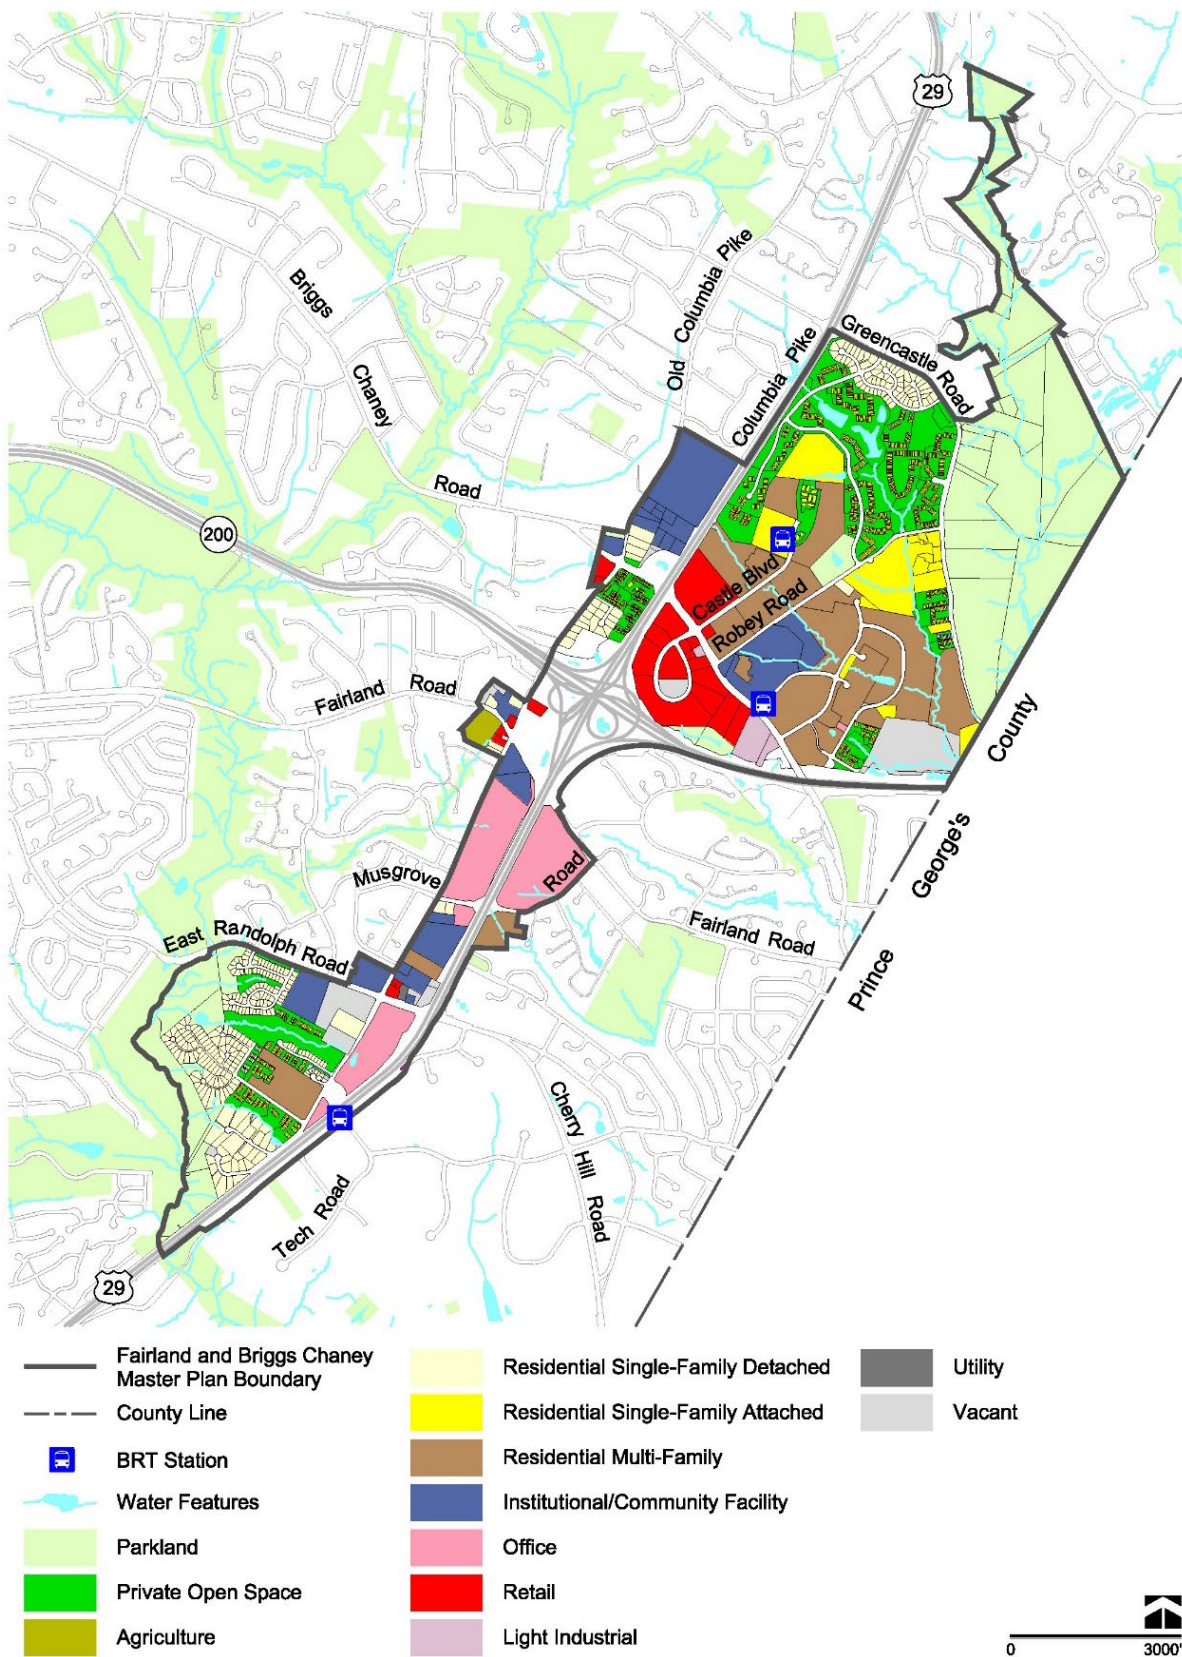 29
Old Columbia Pike
Columbia Pike
Greencastle Road
Briggs
Chaney
Road
200
Castle Blvd
Robey Road
Fairland Road
County
George's
Prince
Musgrove
Road
Fairland Road
East Randolph Road
Cherry Hill Road
Tech Road
29
Fairland and Briggs Chaney
Master Plan Boundary
County Line
BRT Station
Water Features
Parkland
Private Open Space
Agriculture
Residential Single-Family Detached
Residential Single-Family Attached
Residential Multi-Family
Institutional/Community Facility
Office
Retail
Light Industrial
Utility
Vacant
0 3000'